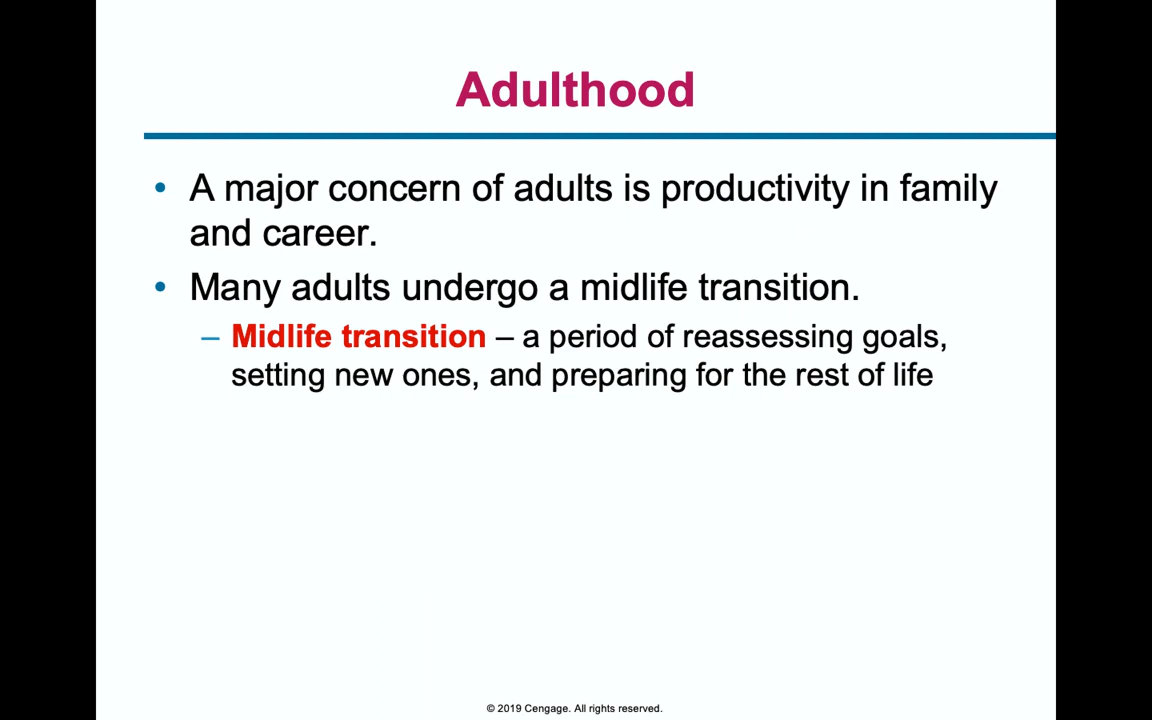 Adulthood
• A major concern of adults is productivity in family
and career.
• Many adults undergo a midlife transition.
– Midlife transition – a period of reassessing goals,
setting new ones, and preparing for the rest of life
© 2019 Cengage. All rights reserved.